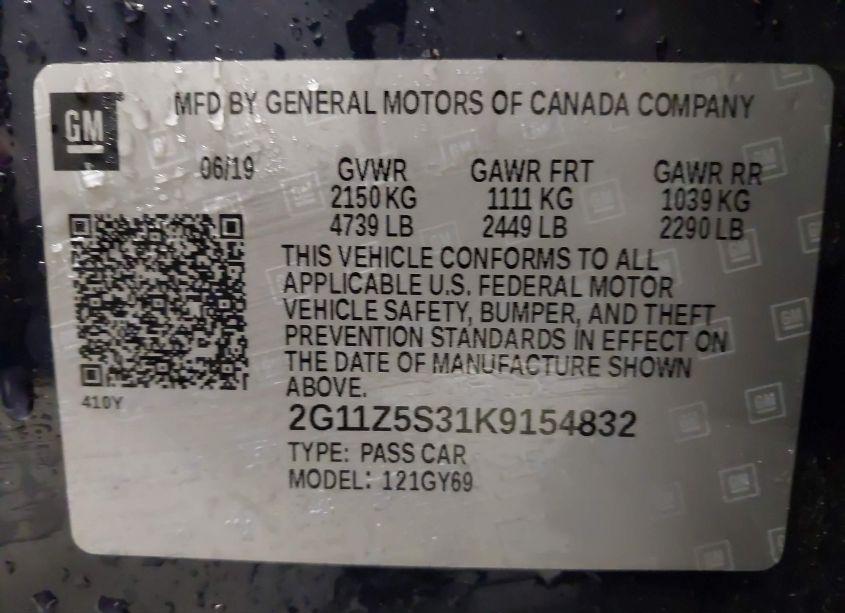 GM
MFD BY GENERAL MOTORS OF CANADA COMPANY
06/19 GVWR GAWR FRT GAWR RR
2150 KG 1111 KG 1039 KG
4739 LB 2449 LB 2290 LB
THIS VEHICLE CONFORMS TO ALL
APPLICABLE U.S. FEDERAL MOTOR
VEHICLE SAFETY, BUMPER, AND THEFT
PREVENTION STANDARDS IN EFFECT ON
THE DATE OF MANUFACTURE SHOWN
ABOVE.
410Y
2G11Z5S31K9154832
TYPE: PASS CAR
MODEL: 121GY69